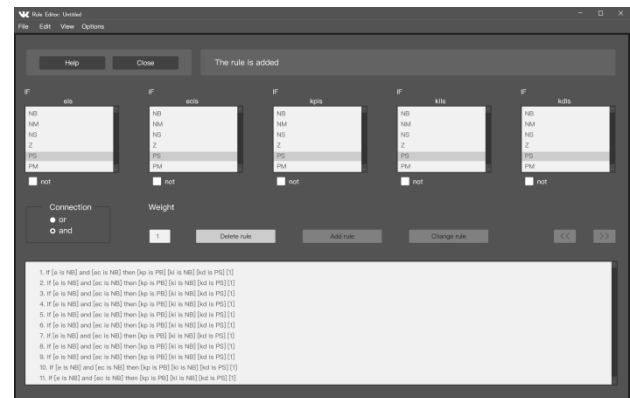 Rule Editor: Untitled
File Edit View Options
Help Close The rule is added
IF IF IF IF IF
eis ecis kpis kiis kdis
NB NB NB NB NB
NM NM NM NM NM
NS NS NS NS NS
Z Z Z Z Z
PS PS PS PS PS
PM PM PM PM PM
not not not not not
Connection Weight
or
and
1 Delete rule Add rule Change rule << >>
1. If [e is NB] and [ec is NB] then [kp is PB] [ki is NB] [kd is PS] [1]
2. If [e is NB] and [ec is NB] then [kp is PB] [ki is NB] [kd is PS] [1]
3. If [e is NB] and [ec is NB] then [kp is PB] [ki is NB] [kd is PS] [1]
4. If [e is NB] and [ec is NB] then [kp is PB] [ki is NB] [kd is PS] [1]
5. If [e is NB] and [ec is NB] then [kp is PB] [ki is NB] [kd is PS] [1]
6. If [e is NB] and [ec is NB] then [kp is PB] [ki is NB] [kd is PS] [1]
7. If [e is NB] and [ec is NB] then [kp is PB] [ki is NB] [kd is PS] [1]
8. If [e is NB] and [ec is NB] then [kp is PB] [ki is NB] [kd is PS] [1]
9. If [e is NB] and [ec is NB] then [kp is PB] [ki is NB] [kd is PS] [1]
10. If [e is NB] and [ec is NB] then [kp is PB] [ki is NB] [kd is PS] [1]
11. If [e is NB] and [ec is NB] then [kp is PB] [ki is NB] [kd is PS] [1]